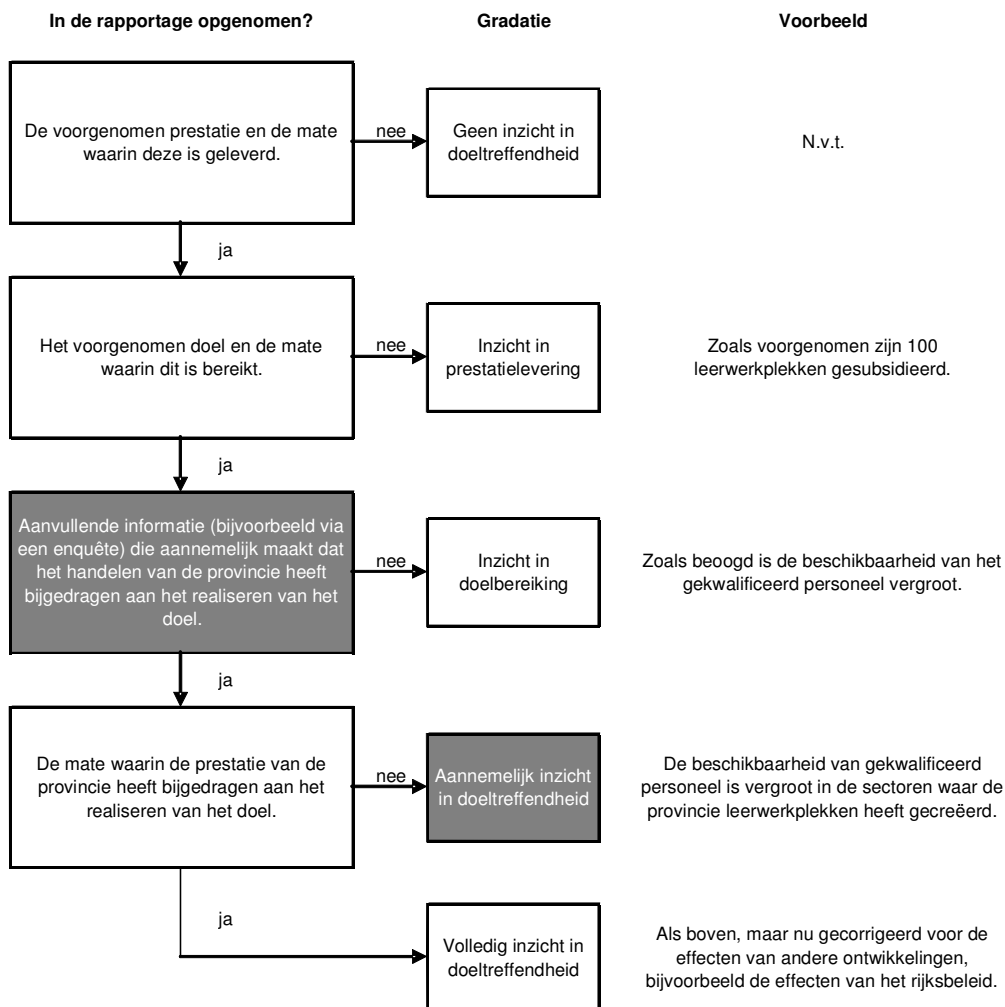 In de rapportage opgenomen?
Gradatie
Voorbeeld
De voorgenomen prestatie en de mate
waarin deze is geleverd.
nee
Geen inzicht in
doeltreffendheid
N.v.t.
ja
Het voorgenomen doel en de mate
waarin dit is bereikt.
nee
Inzicht in
prestatielevering
Zoals voorgenomen zijn 100
leerwerkplekken gesubsidieerd.
ja
Aanvullende informatie (bijvoorbeeld via
een enquête) die aannemelijk maakt dat
het handelen van de provincie heeft
bijgedragen aan het realiseren van het
doel.
nee
Inzicht in
doelbereiking
Zoals beoogd is de beschikbaarheid van het
gekwalificeerd personeel vergroot.
ja
De mate waarin de prestatie van de
provincie heeft bijgedragen aan het
realiseren van het doel.
nee
Aannemelijk inzicht
in doeltreffendheid
De beschikbaarheid van gekwalificeerd
personeel is vergroot in de sectoren waar de
provincie leerwerkplekken heeft gecreëerd.
ja
Volledig inzicht in
doeltreffendheid
Als boven, maar nu gecorrigeerd voor de
effecten van andere ontwikkelingen,
bijvoorbeeld de effecten van het rijksbeleid.